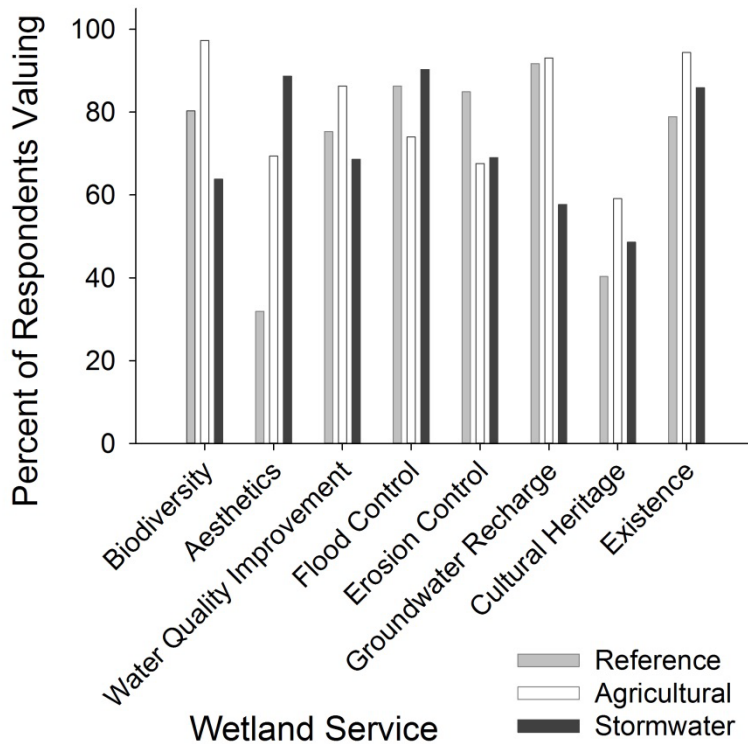 Percent of Respondents Valuing
100
80
60
40
20
0
Biodiversity
Aesthetics
Water Quality Improvement
Flood Control
Erosion Control
Groundwater Recharge
Cultural Heritage
Existence
Wetland Service
Reference
Agricultural
Stormwater